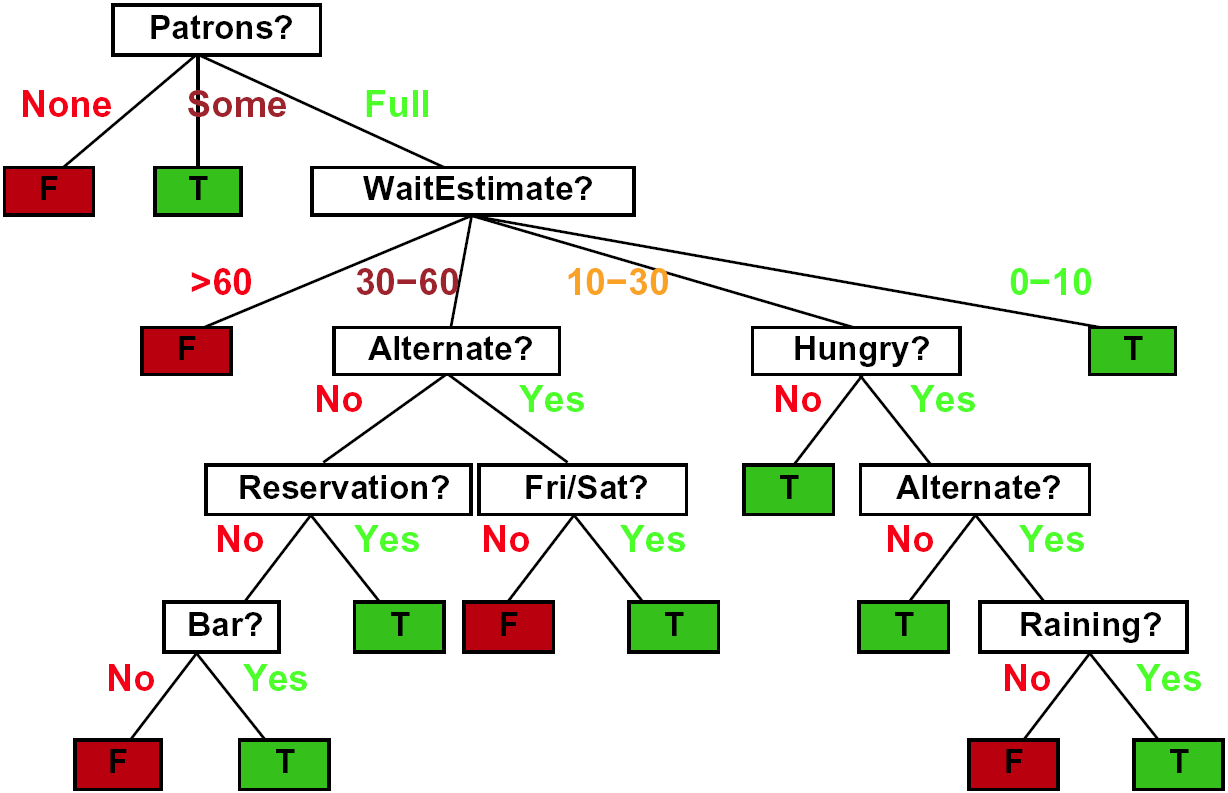 Patrons?
None Some Full
F T WaitEstimate?
>60 30−60 10−30 0−10
F Alternate? Hungry? T
No Yes No Yes
Reservation? Fri/Sat? T Alternate?
No Yes No Yes No Yes
Bar? T F T T Raining?
No Yes No Yes
F T F T